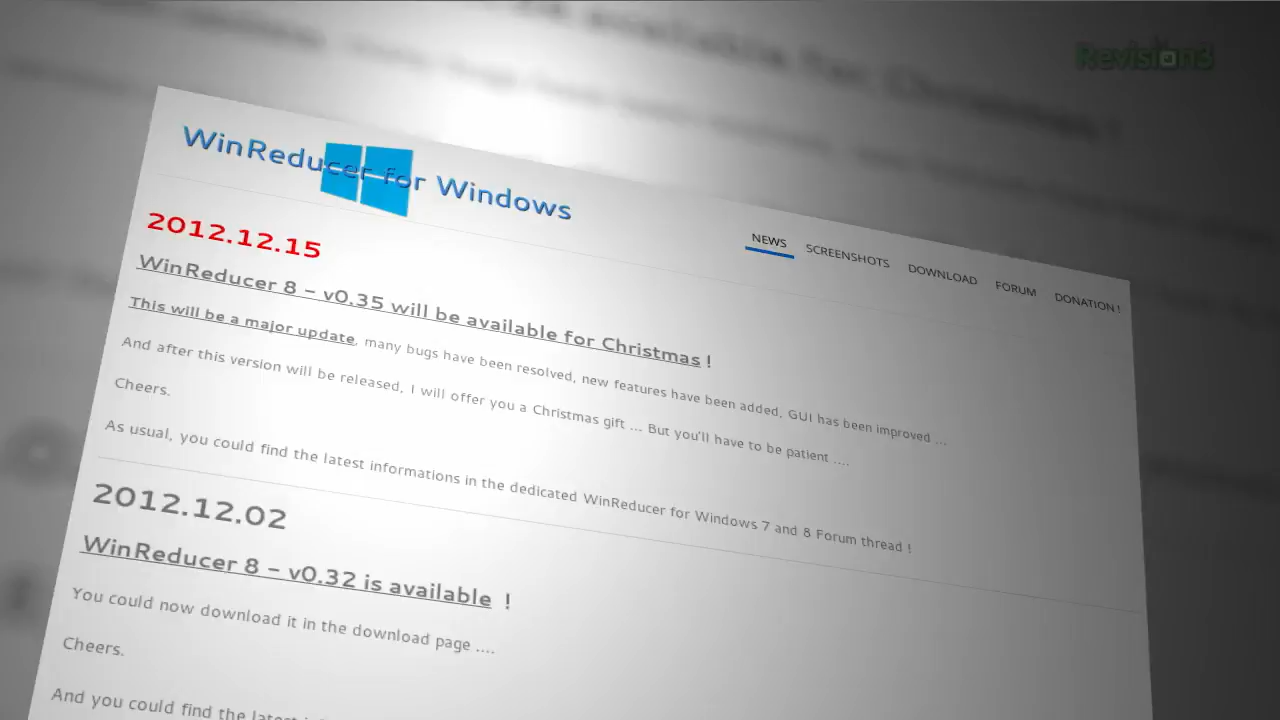 Revision3
WinReducer for Windows
NEWS SCREENSHOTS DOWNLOAD FORUM DONATION !
2012.12.15
WinReducer 8 – v0.35 will be available for Christmas !
This will be a major update, many bugs have been resolved, new features have been added, GUI has been improved ...
And after this version will be released, I will offer you a Christmas gift ... But you'll have to be patient ....
Cheers.
As usual, you could find the latest informations in the dedicated WinReducer for Windows 7 and 8 Forum thread !
2012.12.02
WinReducer 8 – v0.32 is available !
You could now download it in the download page ....
Cheers.
And you could find the latest